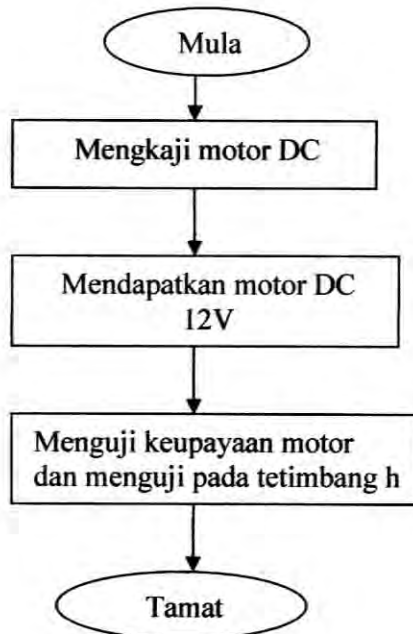 Mula
Mengkaji motor DC
Mendapatkan motor DC
12V
Menguji keupayaan motor
dan menguji pada tetimbang h
Tamat